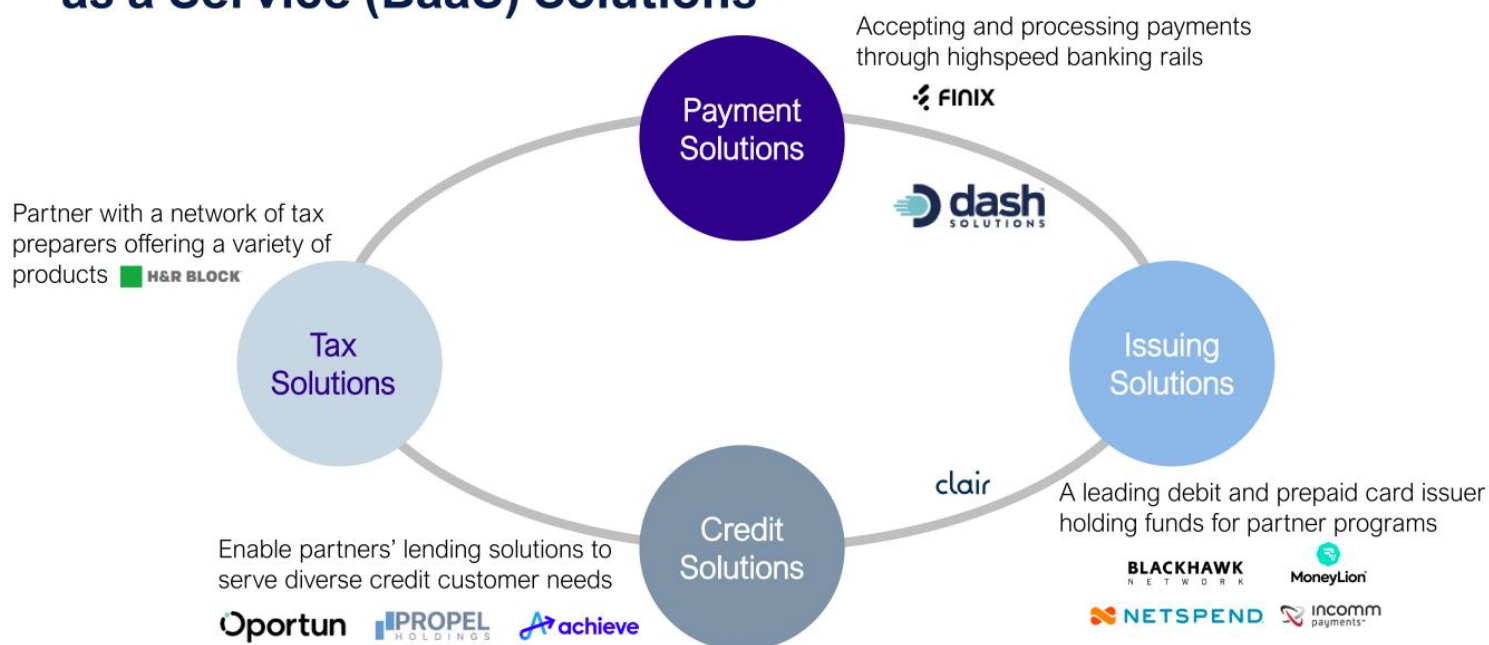 as a Service (BaaS) Solutions
Accepting and processing payments
through highspeed banking rails
FINIX
Payment
Solutions
dash
SOLUTIONS
Partner with a network of tax
preparers offering a variety of
products H&R BLOCK
Tax
Solutions
Issuing
Solutions
clair
A leading debit and prepaid card issuer
holding funds for partner programs
BLACKHAWK
NETWORK
MoneyLion
NETSPEND
incomm
payments
Credit
Solutions
Enable partners’ lending solutions to
serve diverse credit customer needs
Oportun
PROPEL
HOLDINGS
achieve